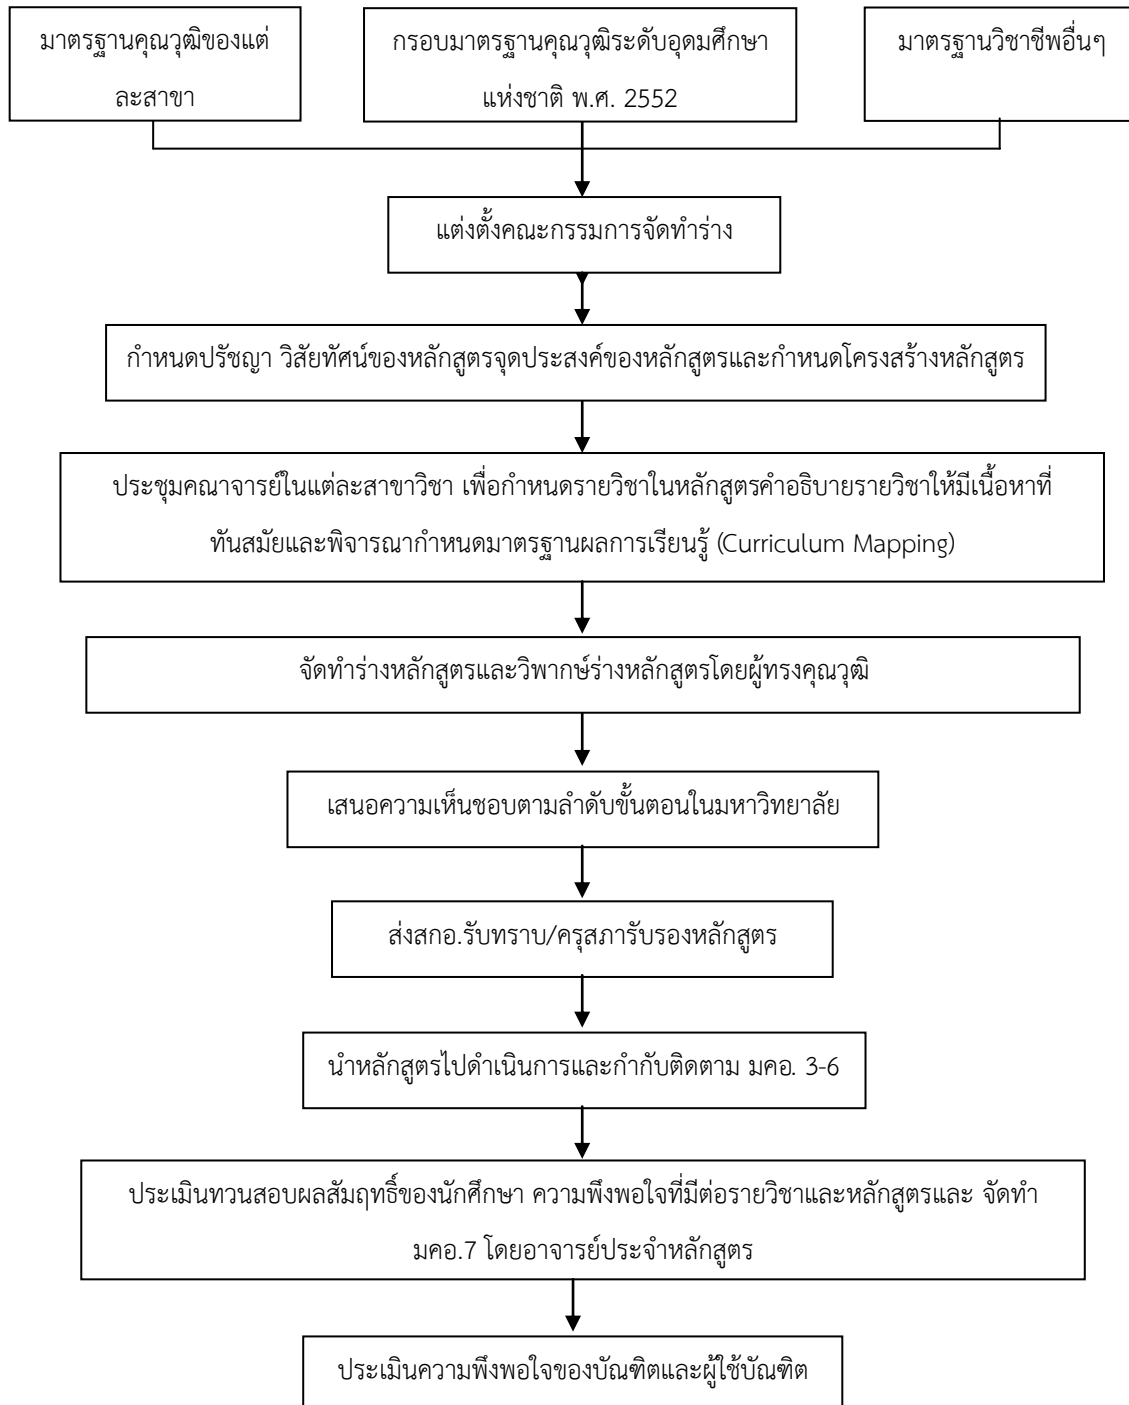 มาตรฐานคุณวุฒิของแต่
ละสาขา
กรอบมาตรฐานคุณวุฒิระดับอุดมศึกษา
แห่งชาติ พ.ศ. 2552
มาตรฐานวิชาชีพอื่นๆ
แต่งตั้งคณะกรรมการจัดทำร่าง
กำหนดปรัชญา วิสัยทัศน์ของหลักสูตรจุดประสงค์ของหลักสูตรและกำหนดโครงสร้างหลักสูตร
ประชุมคณาจารย์ในแต่ละสาขาวิชา เพื่อกำหนดรายวิชาในหลักสูตรคำอธิบายรายวิชาให้มีเนื้อหาที่
ทันสมัยและพิจารณากำหนดมาตรฐานผลการเรียนรู้ (Curriculum Mapping)
จัดทำร่างหลักสูตรและวิพากษ์ร่างหลักสูตรโดยผู้ทรงคุณวุฒิ
เสนอความเห็นชอบตามลำดับขั้นตอนในมหาวิทยาลัย
ส่งสกอ.รับทราบ/ครุสภารับรองหลักสูตร
นำหลักสูตรไปดำเนินการและกำกับติดตาม มคอ. 3-6
ประเมินทวนสอบผลสัมฤทธิ์ของนักศึกษา ความพึงพอใจที่มีต่อรายวิชาและหลักสูตรและ จัดทำ
มคอ.7 โดยอาจารย์ประจำหลักสูตร
ประเมินความพึงพอใจของบัณฑิตและผู้ใช้บัณฑิต